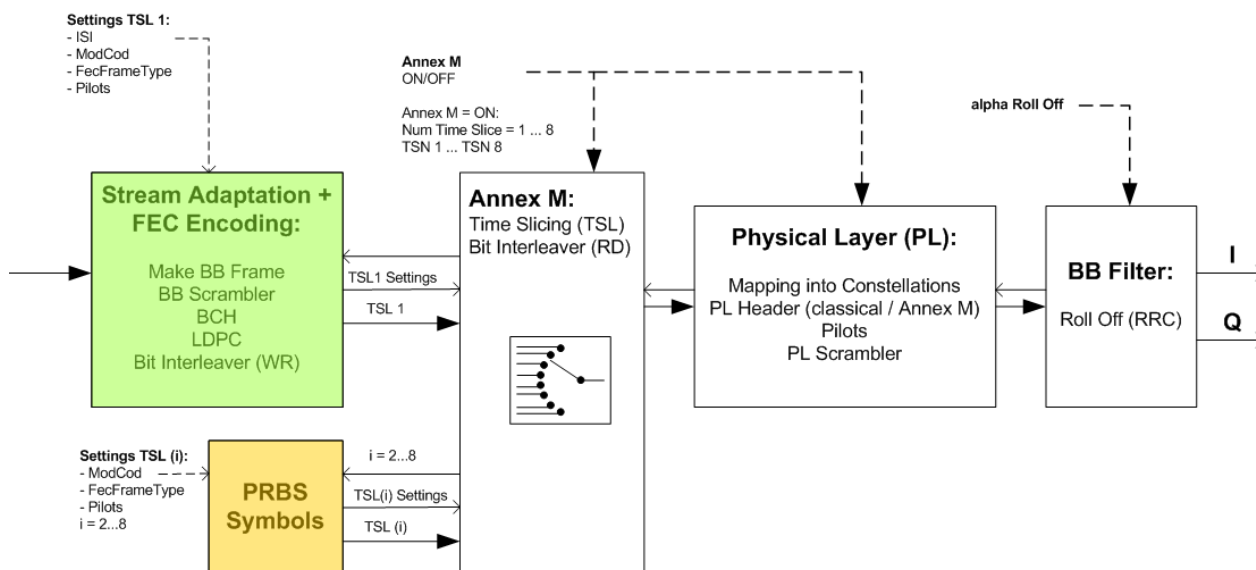 Settings TSL 1:
- ISI
- ModCod
- FecFrameType
- Pilots
Annex M
ON/OFF
Annex M = ON:
Num Time Slice = 1 ... 8
TSN 1 ... TSN 8
alpha Roll Off
Stream Adaptation +
FEC Encoding:
Make BB Frame
BB Scrambler
BCH
LDPC
Bit Interleaver (WR)
TSL1 Settings
TSL 1
Annex M:
Time Slicing (TSL)
Bit Interleaver (RD)
Physical Layer (PL):
Mapping into Constellations
PL Header (classical / Annex M)
Pilots
PL Scrambler
BB Filter:
Roll Off (RRC)
I
Q
Settings TSL (i):
- ModCod
- FecFrameType
- Pilots
i = 2...8
PRBS
Symbols
i = 2...8
TSL(i) Settings
TSL (i)